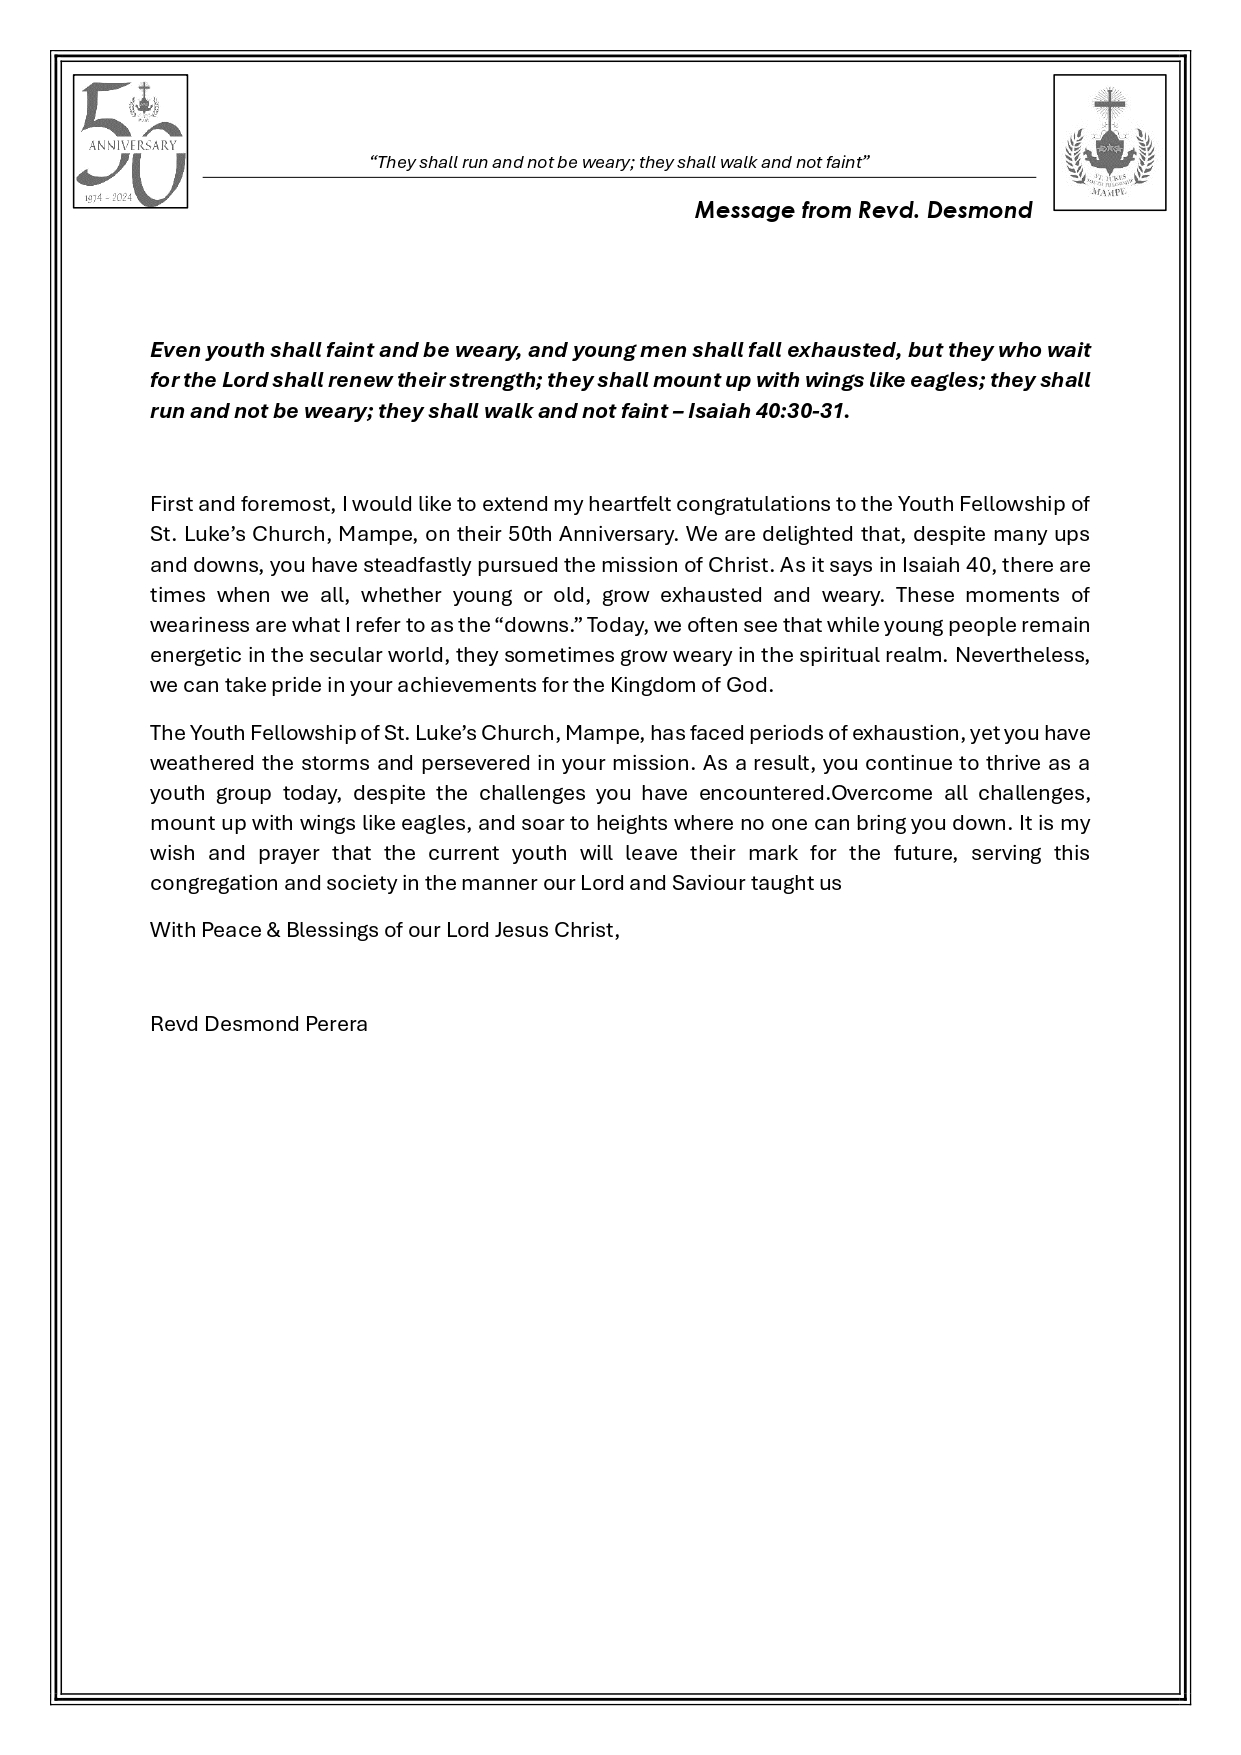 ANNIVERSARY
1974 - 2024
“They shall run and not be weary; they shall walk and not faint”
ST. LUKES
YOUTH FELLOWSHIP
MAMPE
Message from Revd. Desmond
Even youth shall faint and be weary, and young men shall fall exhausted, but they who wait
for the Lord shall renew their strength; they shall mount up with wings like eagles; they shall
run and not be weary; they shall walk and not faint – Isaiah 40:30-31.
First and foremost, I would like to extend my heartfelt congratulations to the Youth Fellowship of
St. Luke’s Church, Mampe, on their 50th Anniversary. We are delighted that, despite many ups
and downs, you have steadfastly pursued the mission of Christ. As it says in Isaiah 40, there are
times when we all, whether young or old, grow exhausted and weary. These moments of
weariness are what I refer to as the “downs.” Today, we often see that while young people remain
energetic in the secular world, they sometimes grow weary in the spiritual realm. Nevertheless,
we can take pride in your achievements for the Kingdom of God.
The Youth Fellowship of St. Luke’s Church, Mampe, has faced periods of exhaustion, yet you have
weathered the storms and persevered in your mission. As a result, you continue to thrive as a
youth group today, despite the challenges you have encountered.Overcome all challenges,
mount up with wings like eagles, and soar to heights where no one can bring you down. It is my
wish and prayer that the current youth will leave their mark for the future, serving this
congregation and society in the manner our Lord and Saviour taught us
With Peace & Blessings of our Lord Jesus Christ,
Revd Desmond Perera